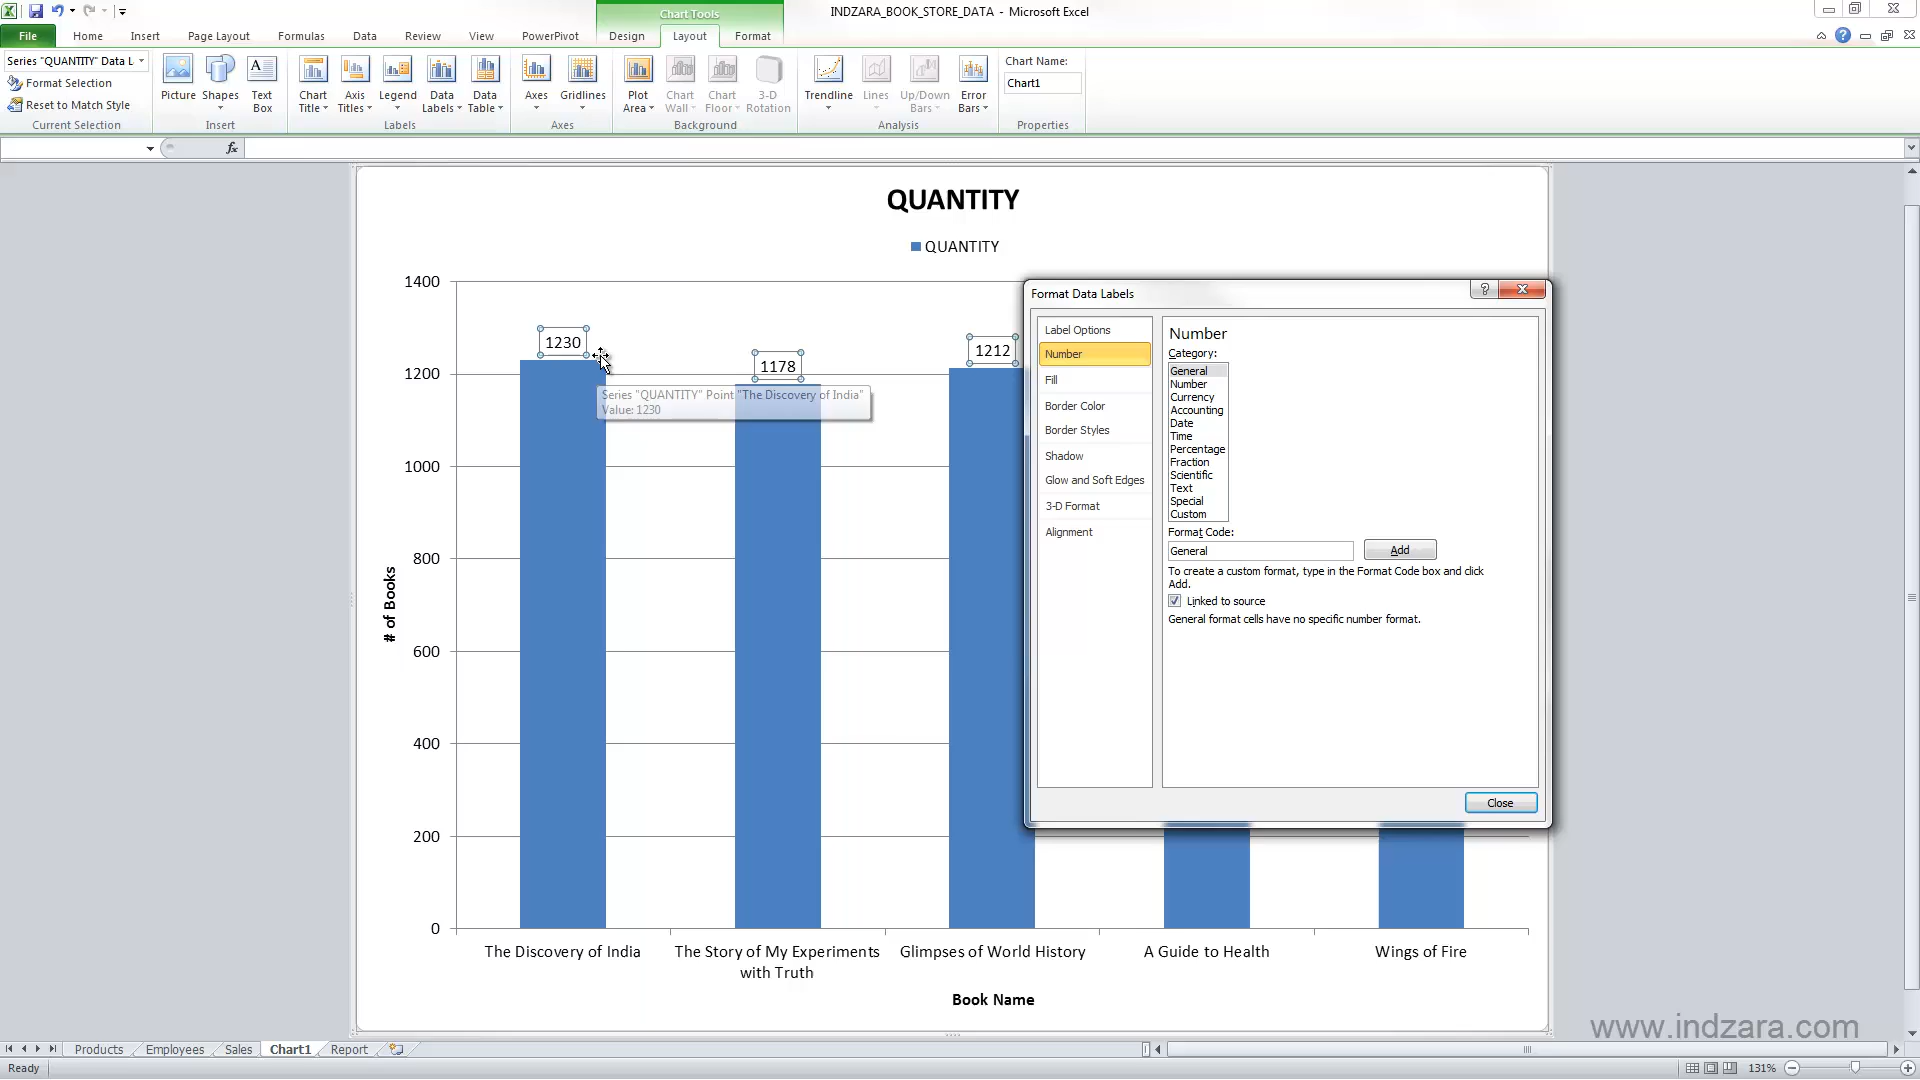 INDZARA_BOOK_STORE_DATA - Microsoft Excel
Chart Tools
File Home Insert Page Layout Formulas Data Review View PowerPivot Design Layout Format
Series "QUANTITY" Data L
Format Selection
Reset to Match Style
Current Selection
Picture
Shapes
Text Box
Insert
Chart Title
Axis Titles
Legend
Data Labels
Data Table
Labels
Axes
Gridlines
Axes
Plot Area
Chart Wall
Chart Floor
3-D Rotation
Background
Trendline
Lines
Up/Down Bars
Error Bars
Analysis
Chart Name:
Chart1
Properties
fx
QUANTITY
QUANTITY
1400
1200
1000
800
600
400
200
0
# of Books
1230
1178
1212
Series "QUANTITY" Point "The Discovery of India"
Value: 1230
The Discovery of India
The Story of My Experiments
with Truth
Glimpses of World History
A Guide to Health
Wings of Fire
Book Name
Format Data Labels
Label Options
Number
Fill
Border Color
Border Styles
Shadow
Glow and Soft Edges
3-D Format
Alignment
Number
Category:
General
Number
Currency
Accounting
Date
Time
Percentage
Fraction
Scientific
Text
Special
Custom
Format Code:
General
Add
To create a custom format, type in the Format Code box and click
Add.
Linked to source
General format cells have no specific number format.
Close
www.indzara.com
Products Employees Sales Chart1 Report
Ready
131%